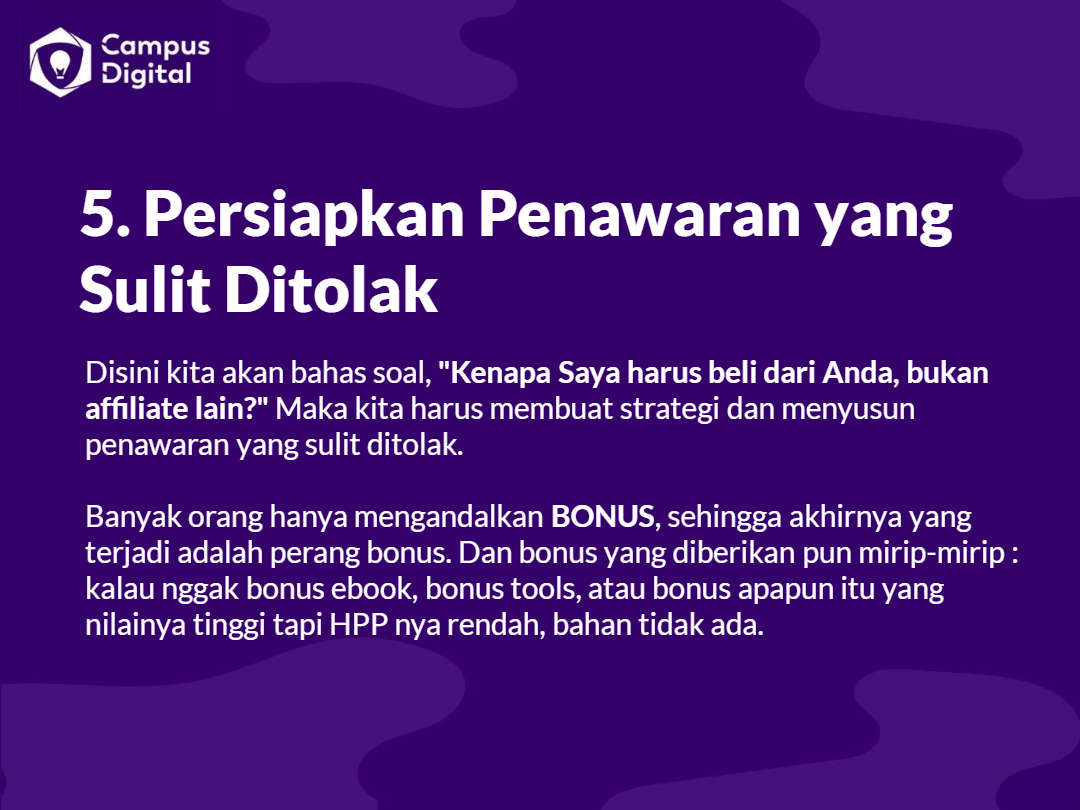 Campus
Digital
5. Persiapkan Penawaran yang
Sulit Ditolak
Disini kita akan bahas soal, "Kenapa Saya harus beli dari Anda, bukan
affiliate lain?" Maka kita harus membuat strategi dan menyusun
penawaran yang sulit ditolak.
Banyak orang hanya mengandalkan BONUS, sehingga akhirnya yang
terjadi adalah perang bonus. Dan bonus yang diberikan pun mirip-mirip :
kalau nggak bonus ebook, bonus tools, atau bonus apapun itu yang
nilainya tinggi tapi HPP nya rendah, bahan tidak ada.